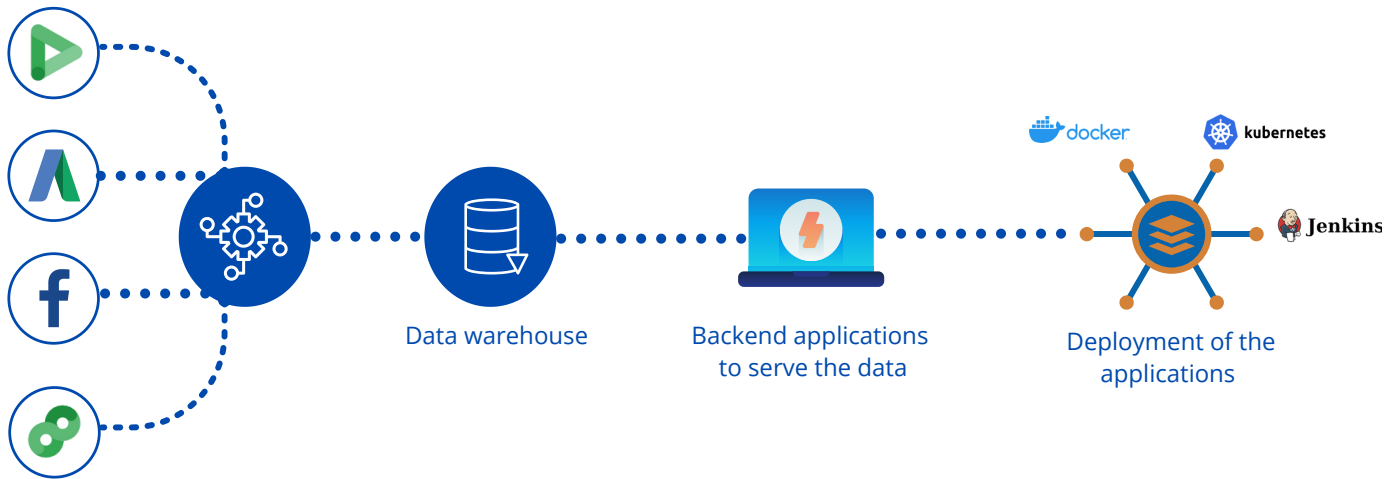 docker
kubernetes
Jenkins
Data warehouse
Backend applications
to serve the data
Deployment of the
applications